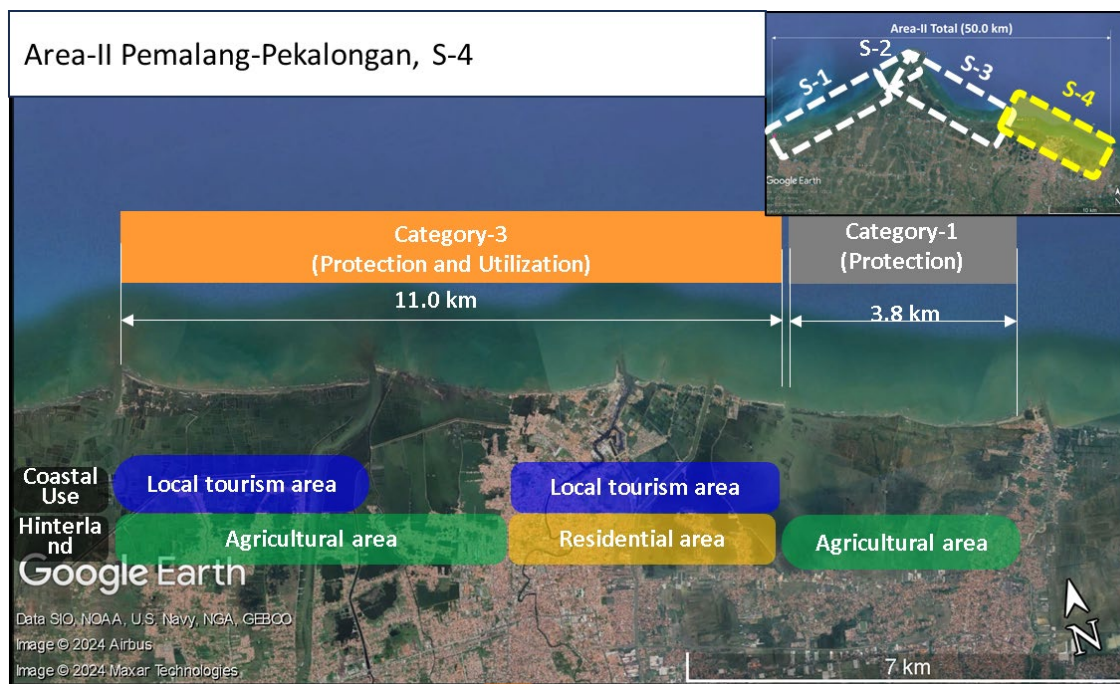 Area-II Pemalang-Pekalongan, S-4
Area-II Total (50.0 km)
S-1
S-2
S-3
S-4
Google Earth
10 km
N
Category-3
(Protection and Utilization)
11.0 km
Category-1
(Protection)
3.8 km
Coastal
Use
Local tourism area
Local tourism area
Hinterla
nd
Agricultural area
Residential area
Agricultural area
Google Earth
Data SIO, NOAA, U.S. Navy, NGA, GEBCO
Image © 2024 Airbus
Image © 2024 Maxar Technologies
7 km
N